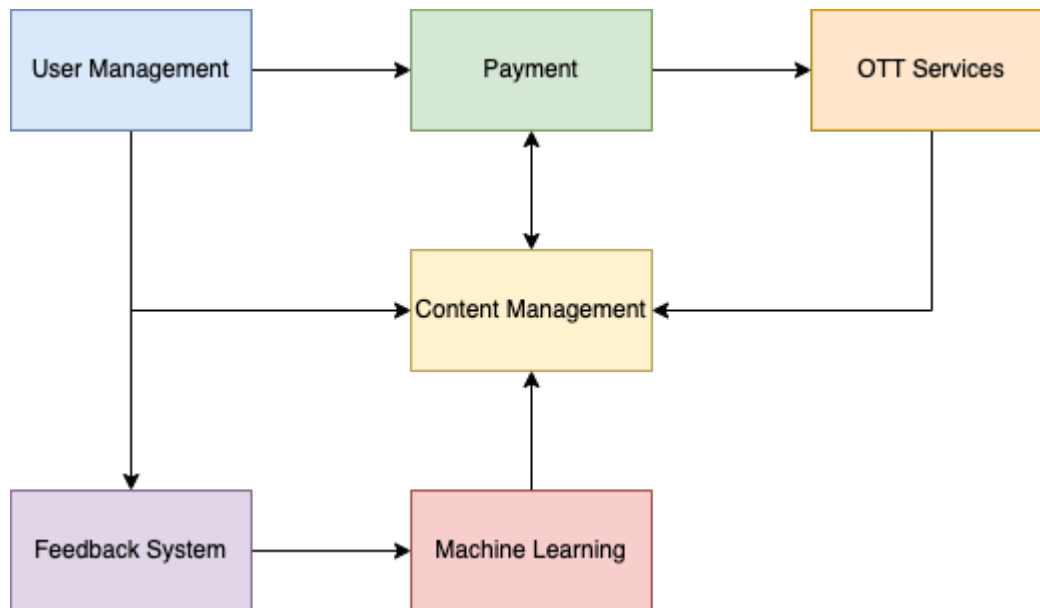 User Management
Payment
OTT Services
Content Management
Feedback System
Machine Learning